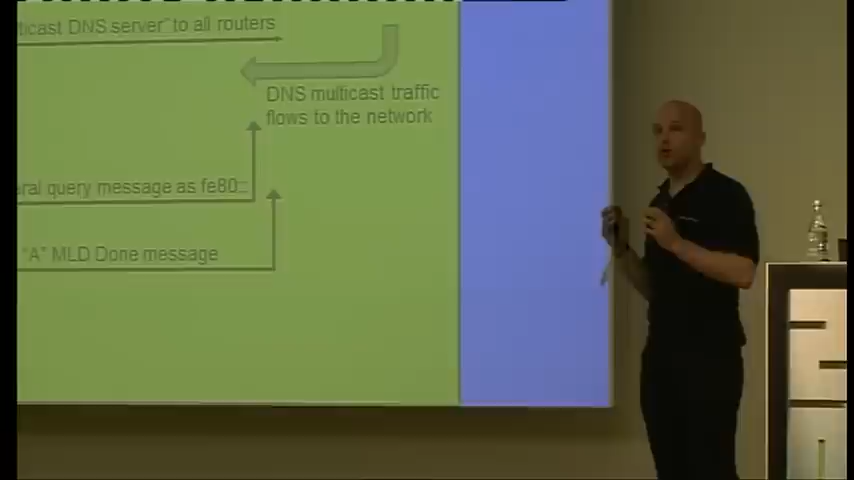 ticast DNS server" to all routers
DNS multicast traffic
flows to the network
ral query message as fe80::
"A" MLD Done message